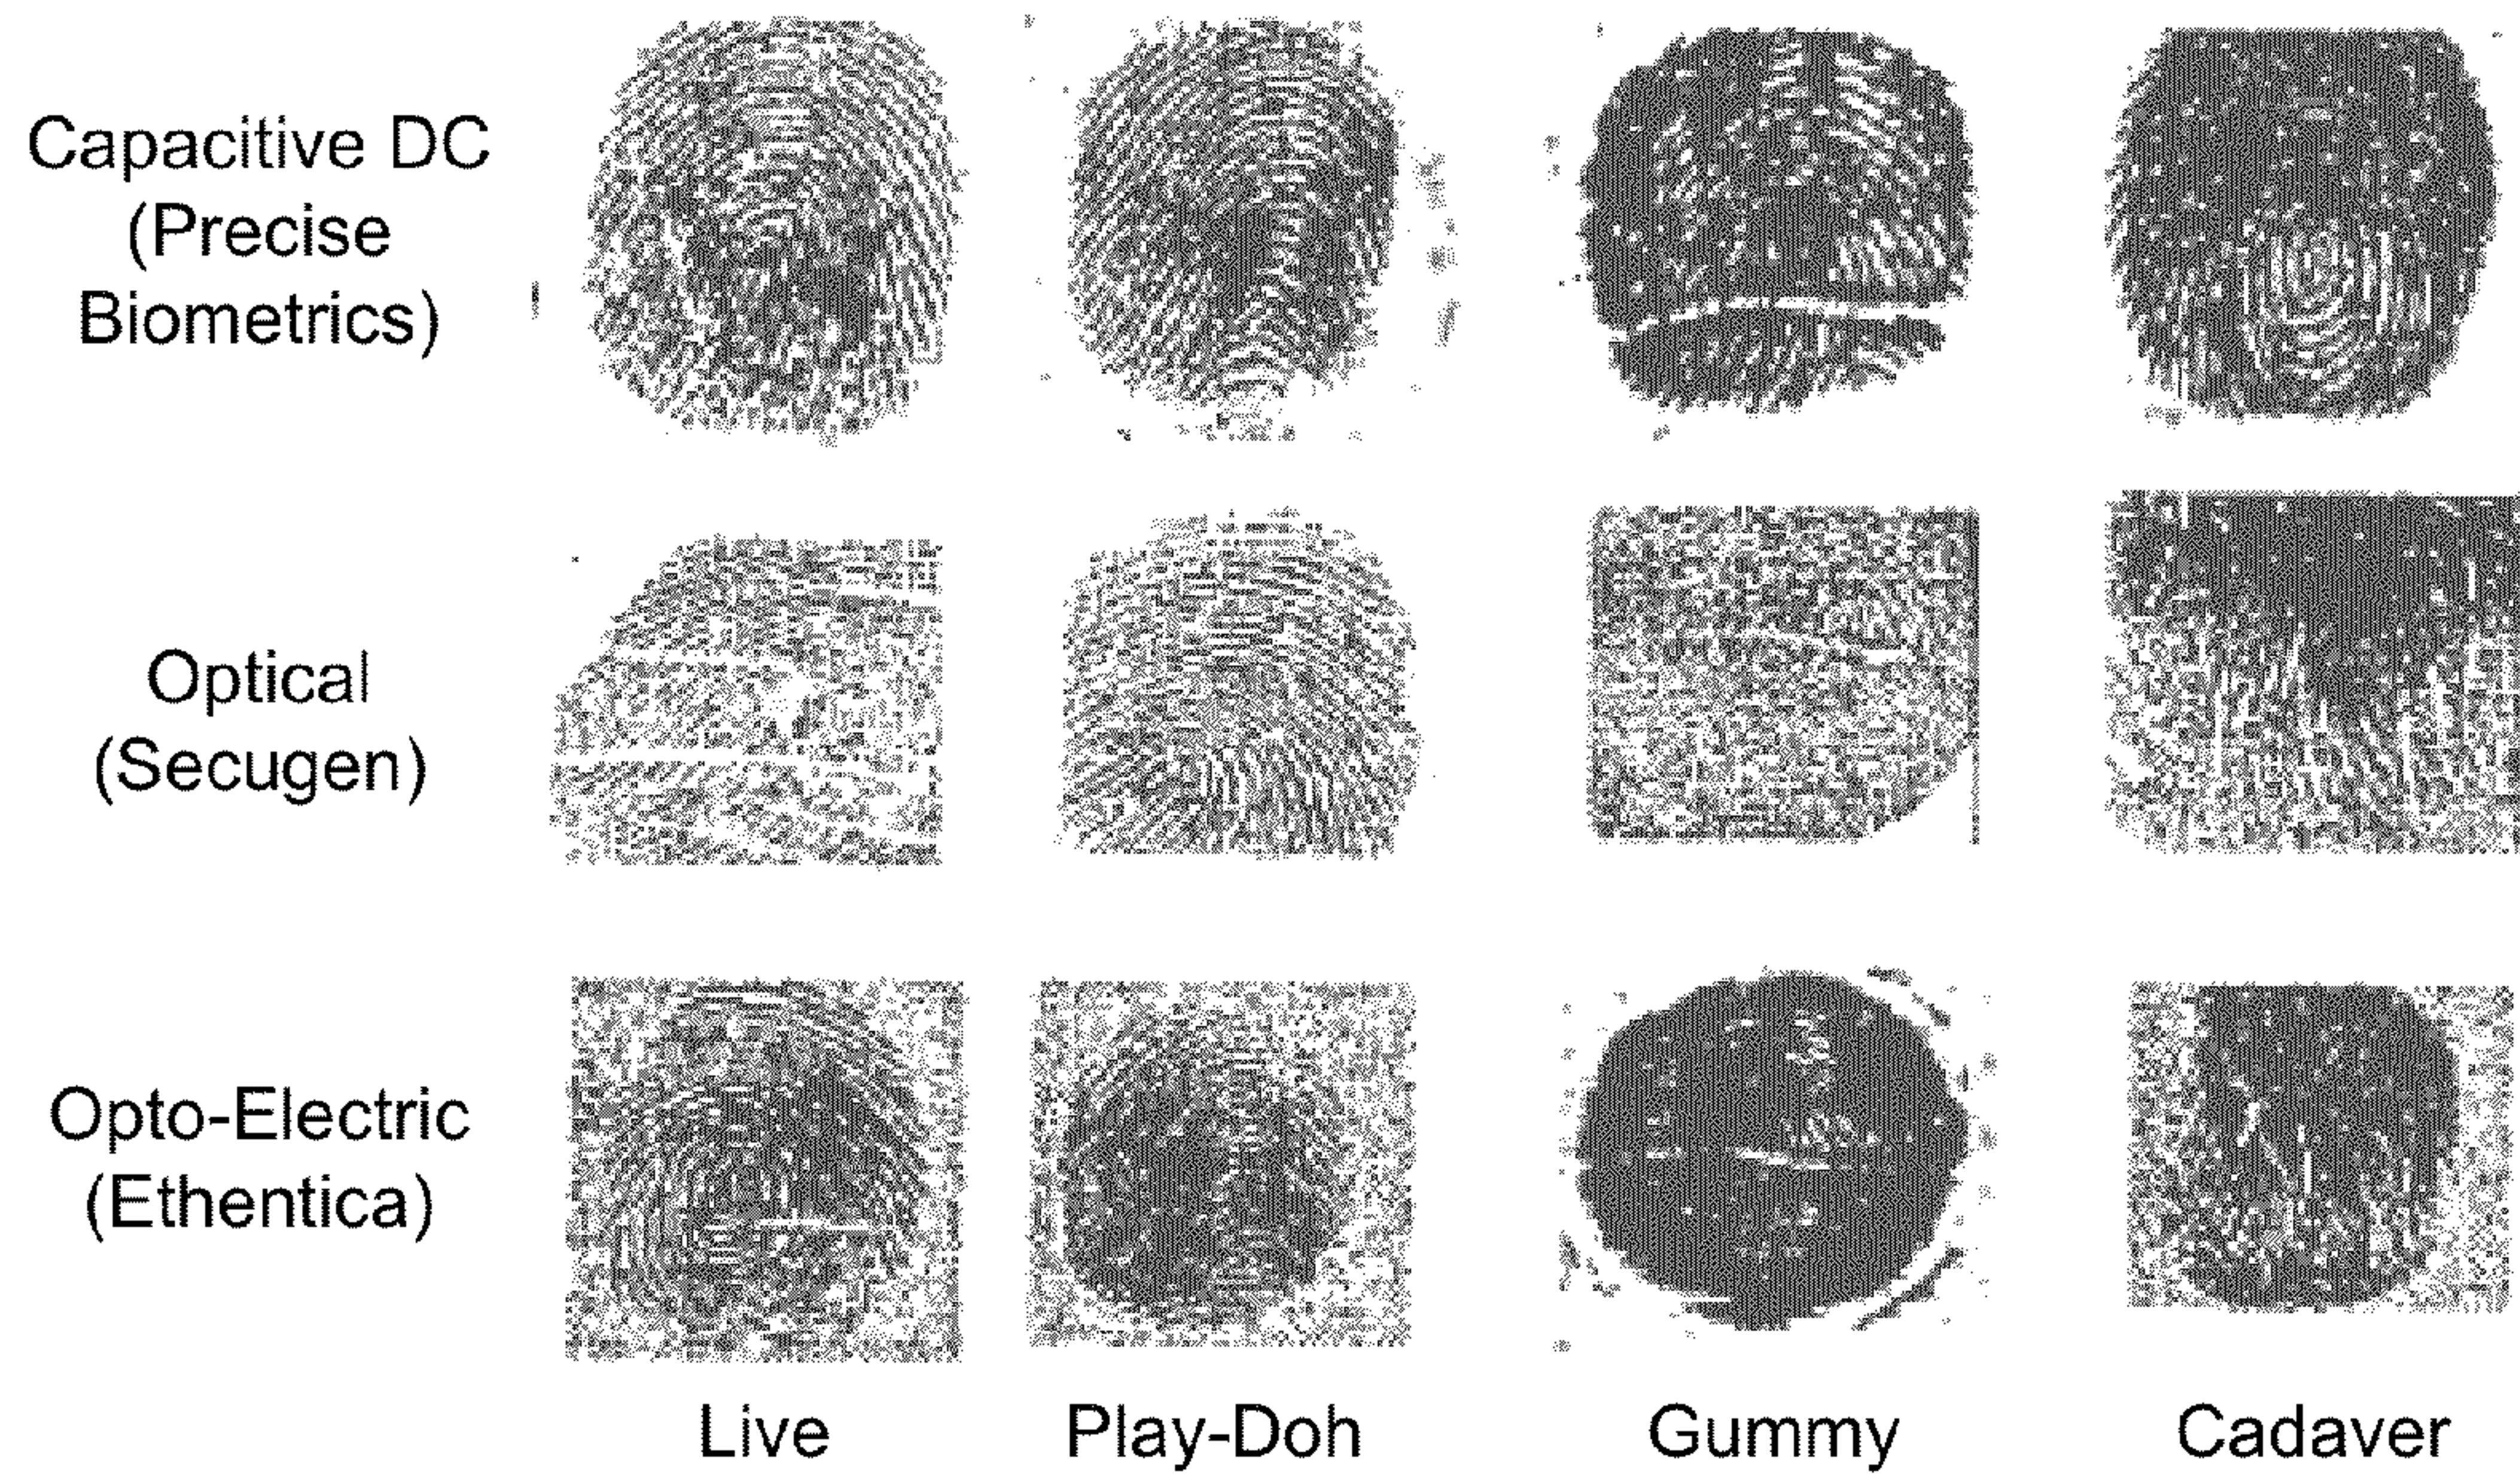 Capacitive DC
(Precise
Biometrics)
Optical
(Secugen)
Opto-Electric
(Ethentica)
Live
Play-Doh
Gummy
Cadaver